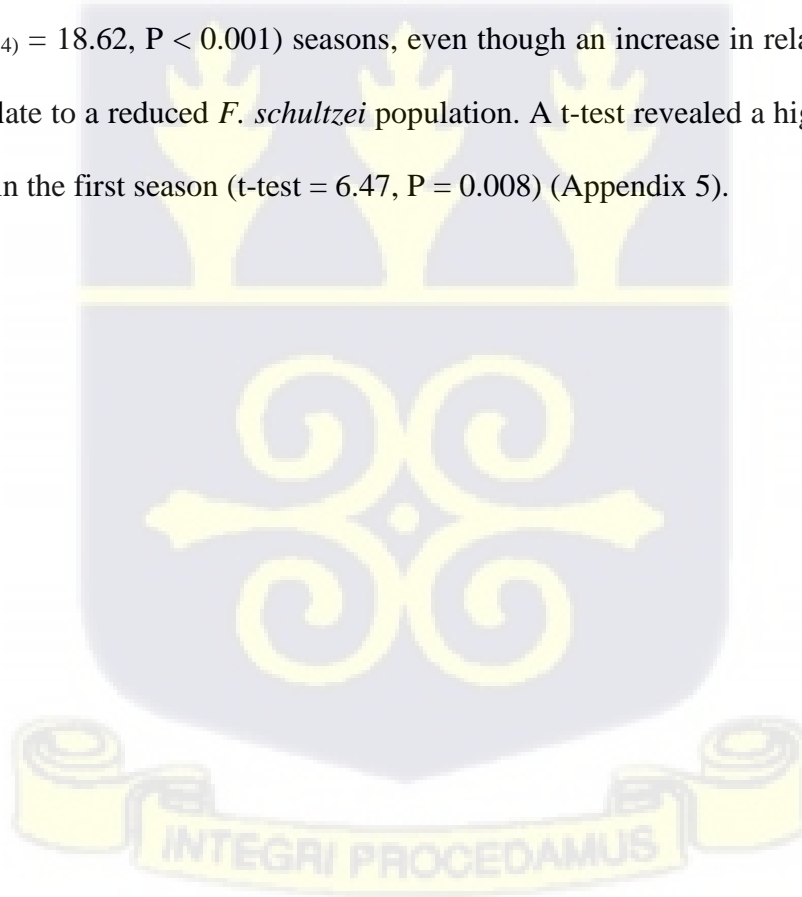 4) = 18.62, P < 0.001) seasons, even though an increase in rela
late to a reduced F. schultzei population. A t-test revealed a hig
in the first season (t-test = 6.47, P = 0.008) (Appendix 5).
INTEGRI PROCEDAMUS